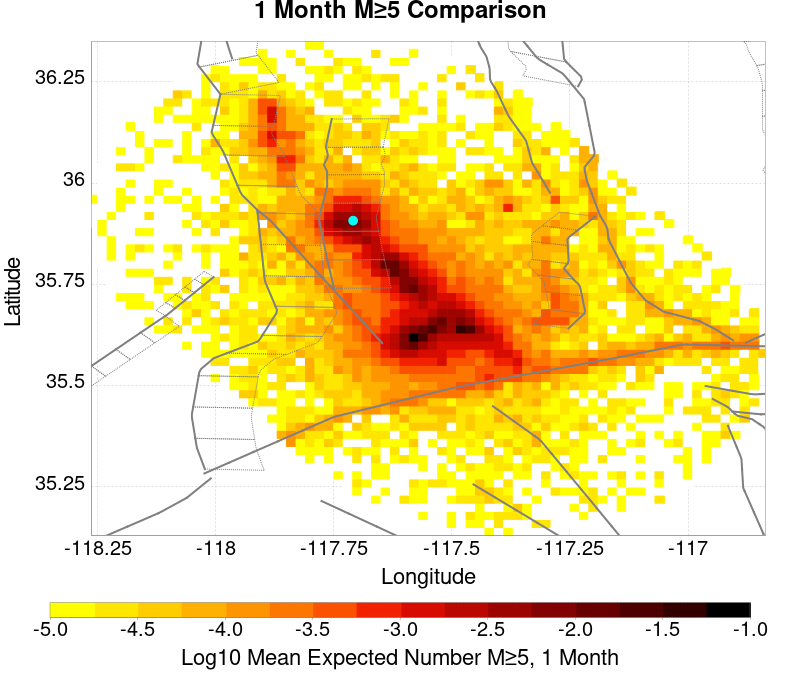 1 Month M≥5 Comparison
36.25
36
35.75
35.5
35.25
Latitude
-118.25 -118 -117.75 -117.5 -117.25 -117
Longitude
-5.0 -4.5 -4.0 -3.5 -3.0 -2.5 -2.0 -1.5 -1.0
Log10 Mean Expected Number M≥5, 1 Month